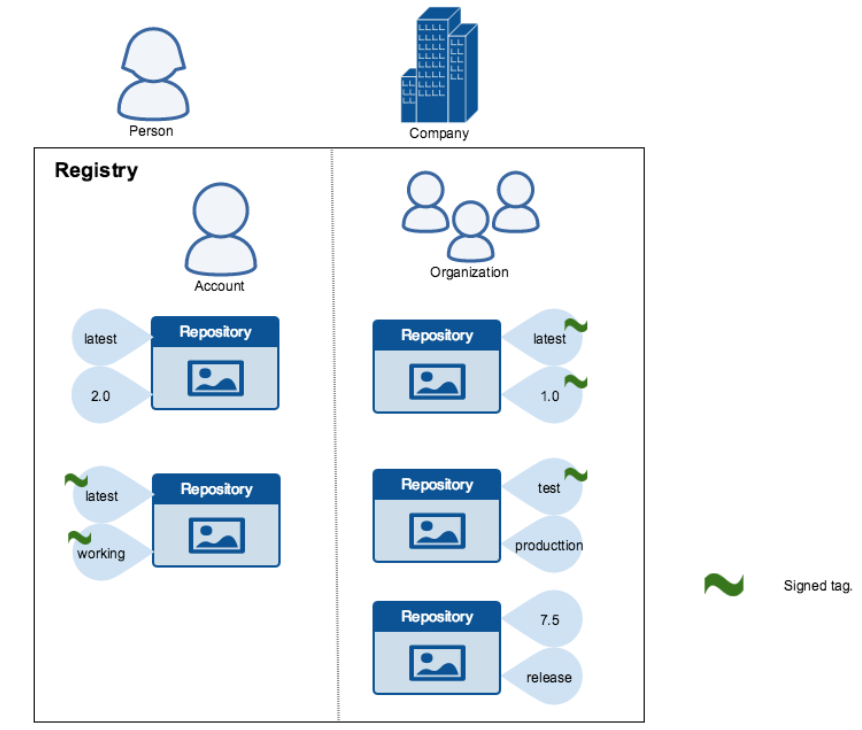 Person
Company
Registry
Account
Organization
latest
Repository
2.0
Repository
latest
1.0
latest
Repository
working
Repository
test
producttion
Repository
7.5
release
Signed tag.